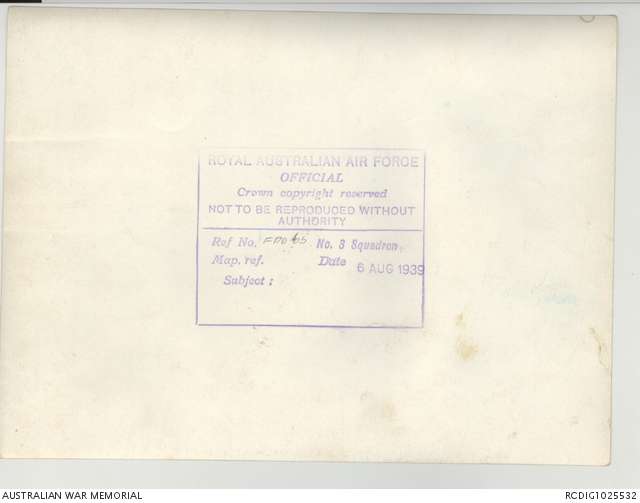 ROYAL AUSTRALIAN AIR FORCE
OFFICIAL
Crown copyright reserved
NOT TO BE REPRODUCED WITHOUT
AUTHORITY
Ref No. No. 3 Squadron.
Map. ref. Date 6 AUG 1939
Subject :
AUSTRALIAN WAR MEMORIAL
RCDIG1025532